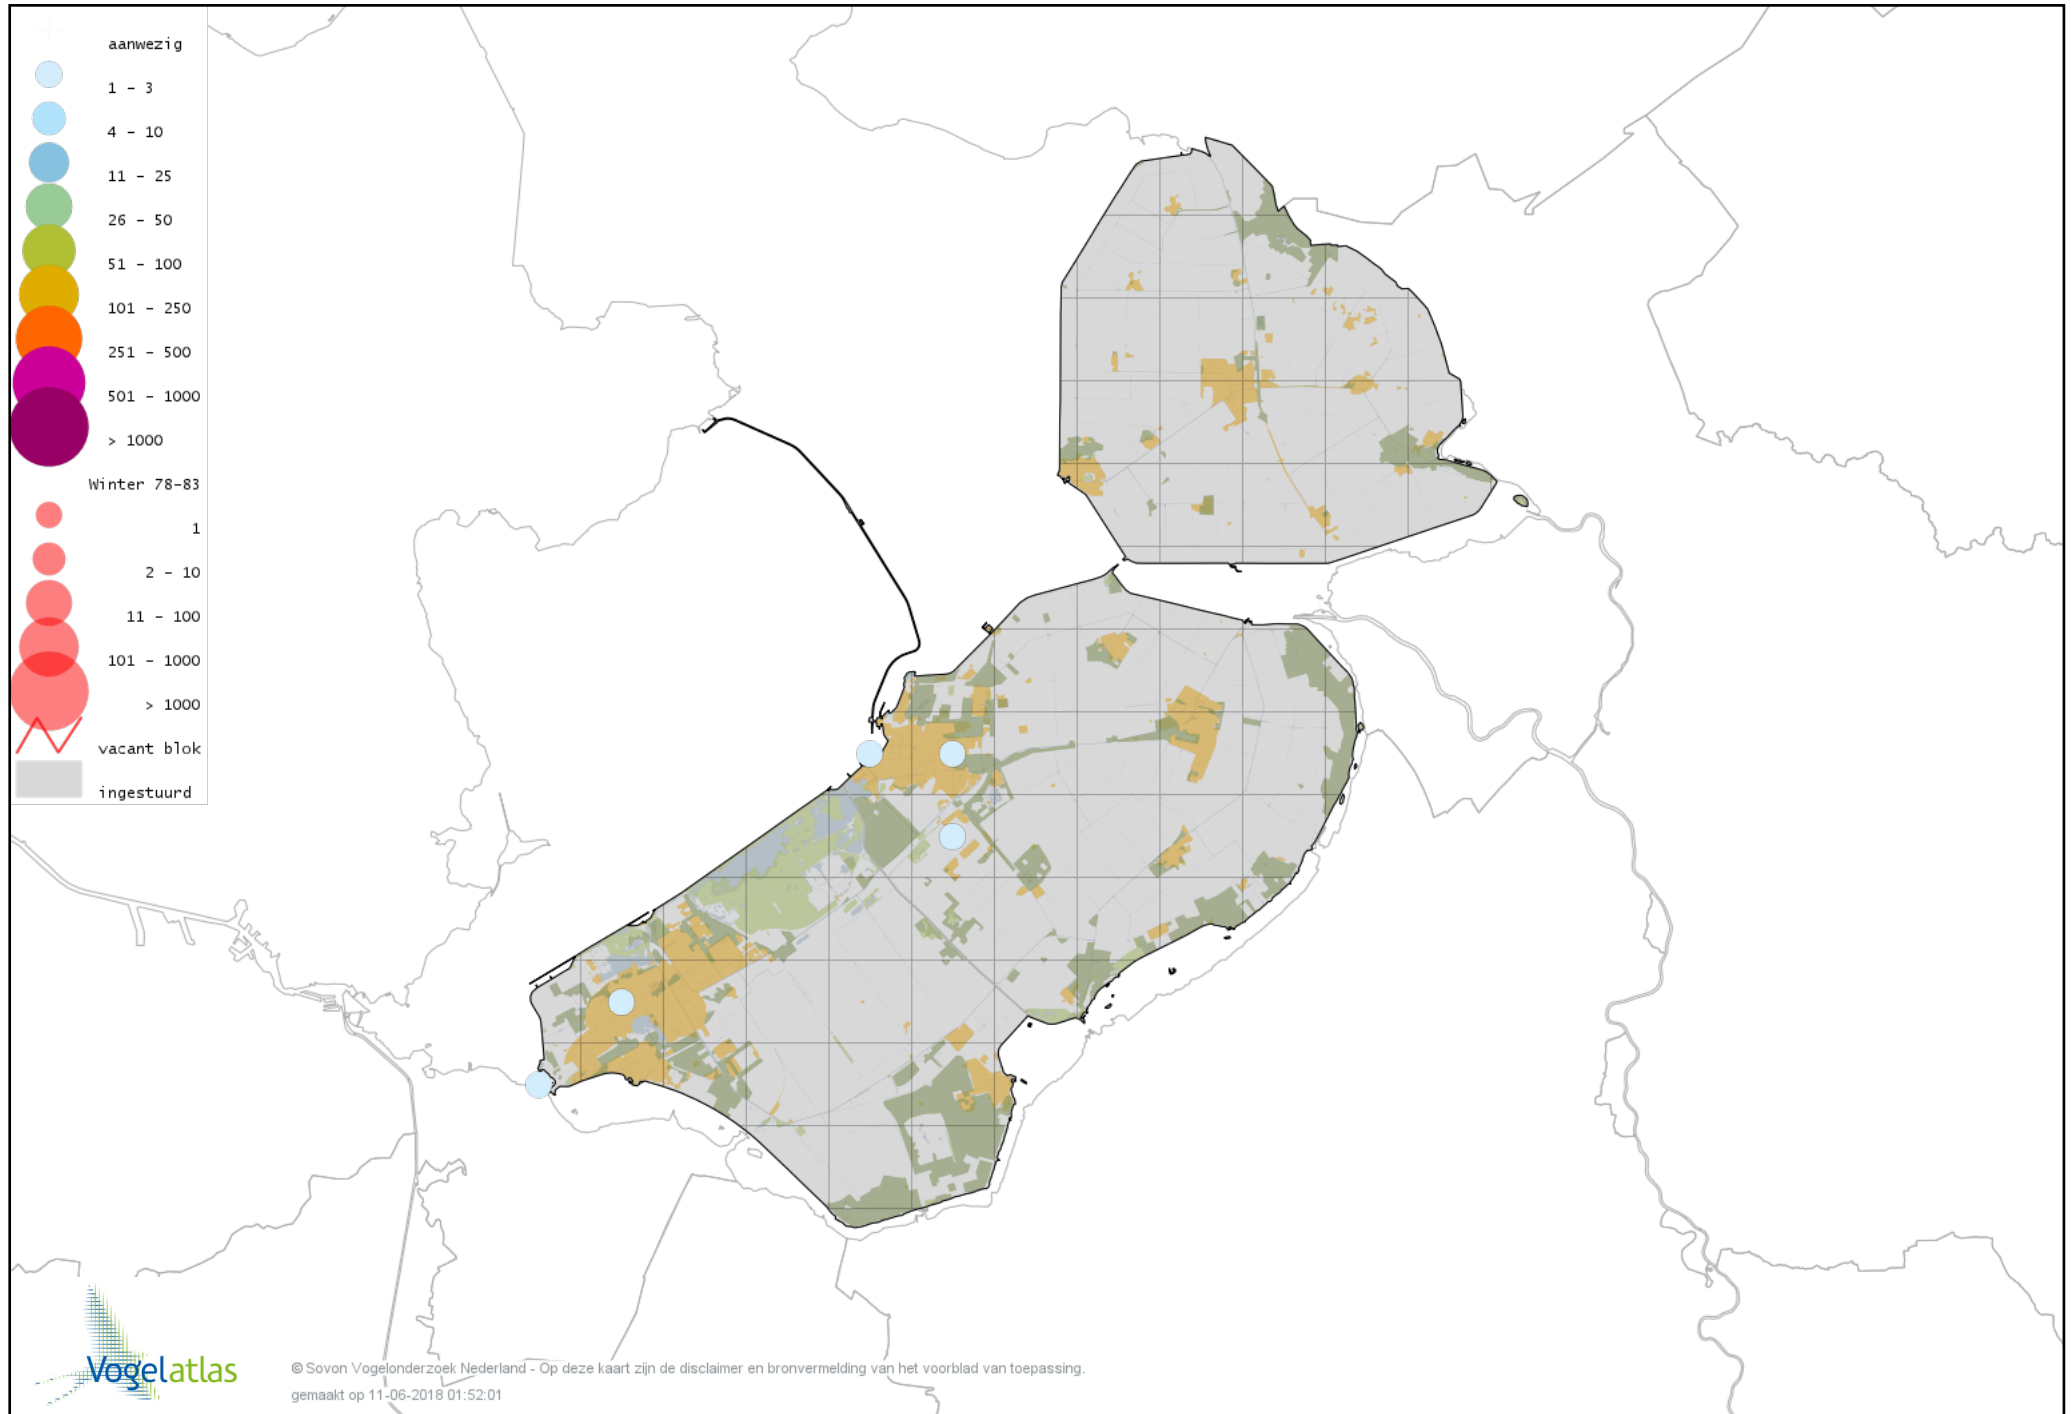 aanwezig
1 - 3
4 - 10
11 - 25
26 - 50
51 - 100
101 - 250
251 - 500
501 - 1000
> 1000
Winter 78-83
1
2 - 10
11 - 100
101 - 1000
> 1000
vacant blok
ingestuurd
Vogelatlas
© Sovon Vogelonderzoek Nederland - Op deze kaart zijn de disclaimer en bronvermelding van het voorblad van toepassing.
gemaakt op 11-06-2018 01:52:01